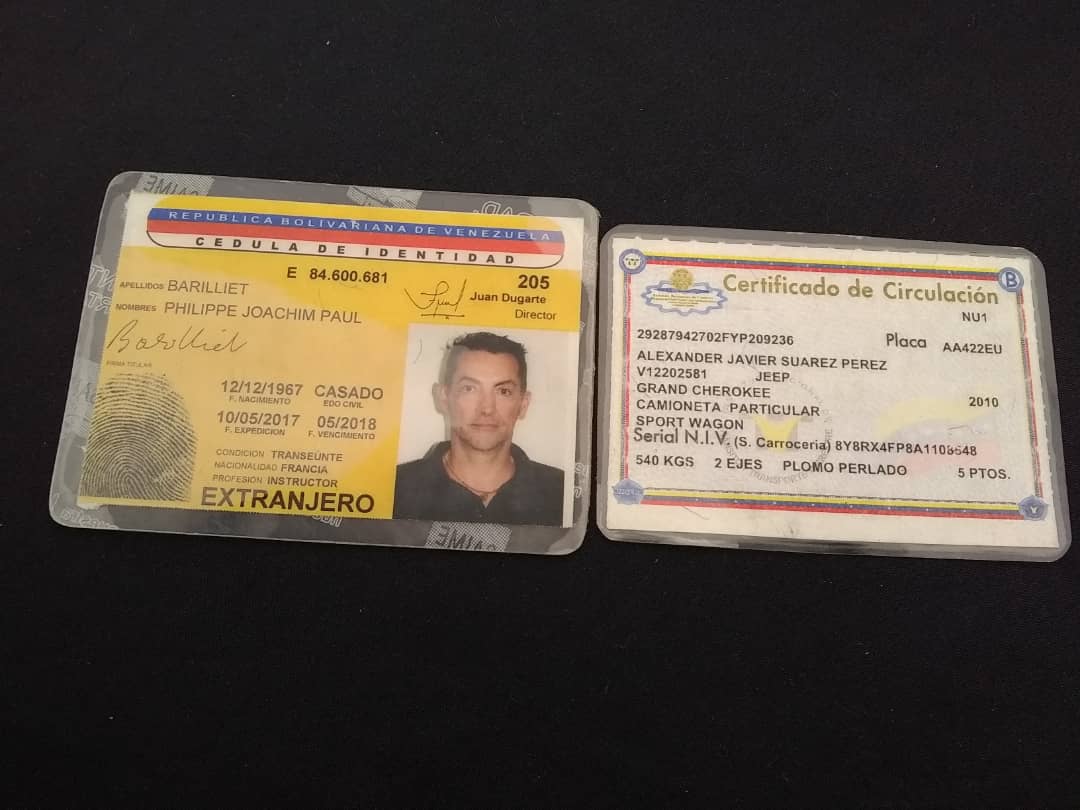 REPUBLICA BOLIVARIANA DE VENEZUELA
CEDULA DE IDENTIDAD
E 84.600.681
205
APELLIDOS BARILLIET
Juan Dugarte
NOMBRES PHILIPPE JOACHIM PAUL
Director
Barilliet
FIRMA TITULAR
12/12/1967 CASADO
F. NACIMIENTO EDO CIVIL
10/05/2017 05/2018
F. EXPEDICION F. VENCIMIENTO
CONDICION TRANSEÚNTE
NACIONALIDAD FRANCIA
PROFESION INSTRUCTOR
EXTRANJERO
SAIME
B
Certificado de Circulación
NU1
29287942702FYP209236
Placa AA422EU
ALEXANDER JAVIER SUAREZ PEREZ
V12202581 JEEP
GRAND CHEROKEE
2010
CAMIONETA PARTICULAR
SPORT WAGON
Serial N.I.V. (S. Carroceria) 8Y8RX4FP8A1108648
540 KGS 2 EJES PLOMO PERLADO 5 PTOS.